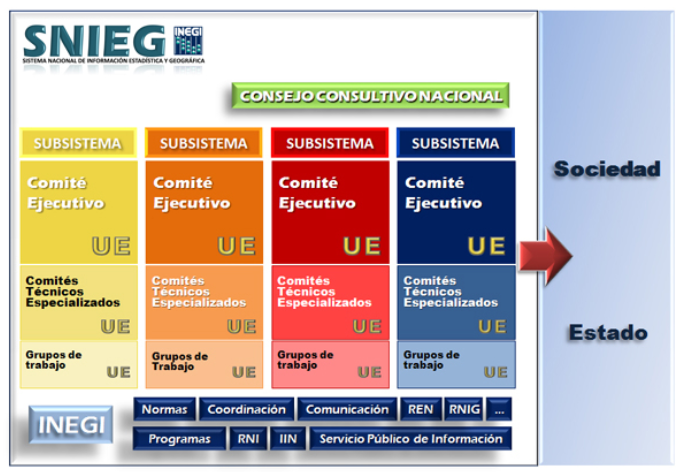 SNIEG INEGI
SISTEMA NACIONAL DE INFORMACIÓN ESTADÍSTICA Y GEOGRÁFICA
CONSEJO CONSULTIVO NACIONAL
SUBSISTEMA SUBSISTEMA SUBSISTEMA SUBSISTEMA
Comité Ejecutivo UE
Comité Ejecutivo UE
Comité Ejecutivo UE
Comité Ejecutivo UE
Comités Técnicos Especializados UE
Comités Técnicos Especializados UE
Comités Técnicos Especializados UE
Comités Técnicos Especializados UE
Grupos de trabajo UE
Grupos de Trabajo UE
Grupos de trabajo UE
Grupos de trabajo UE
INEGI
Normas Coordinación Comunicación REN RNIG ...
Programas RNI IIN Servicio Público de Información
Sociedad
Estado